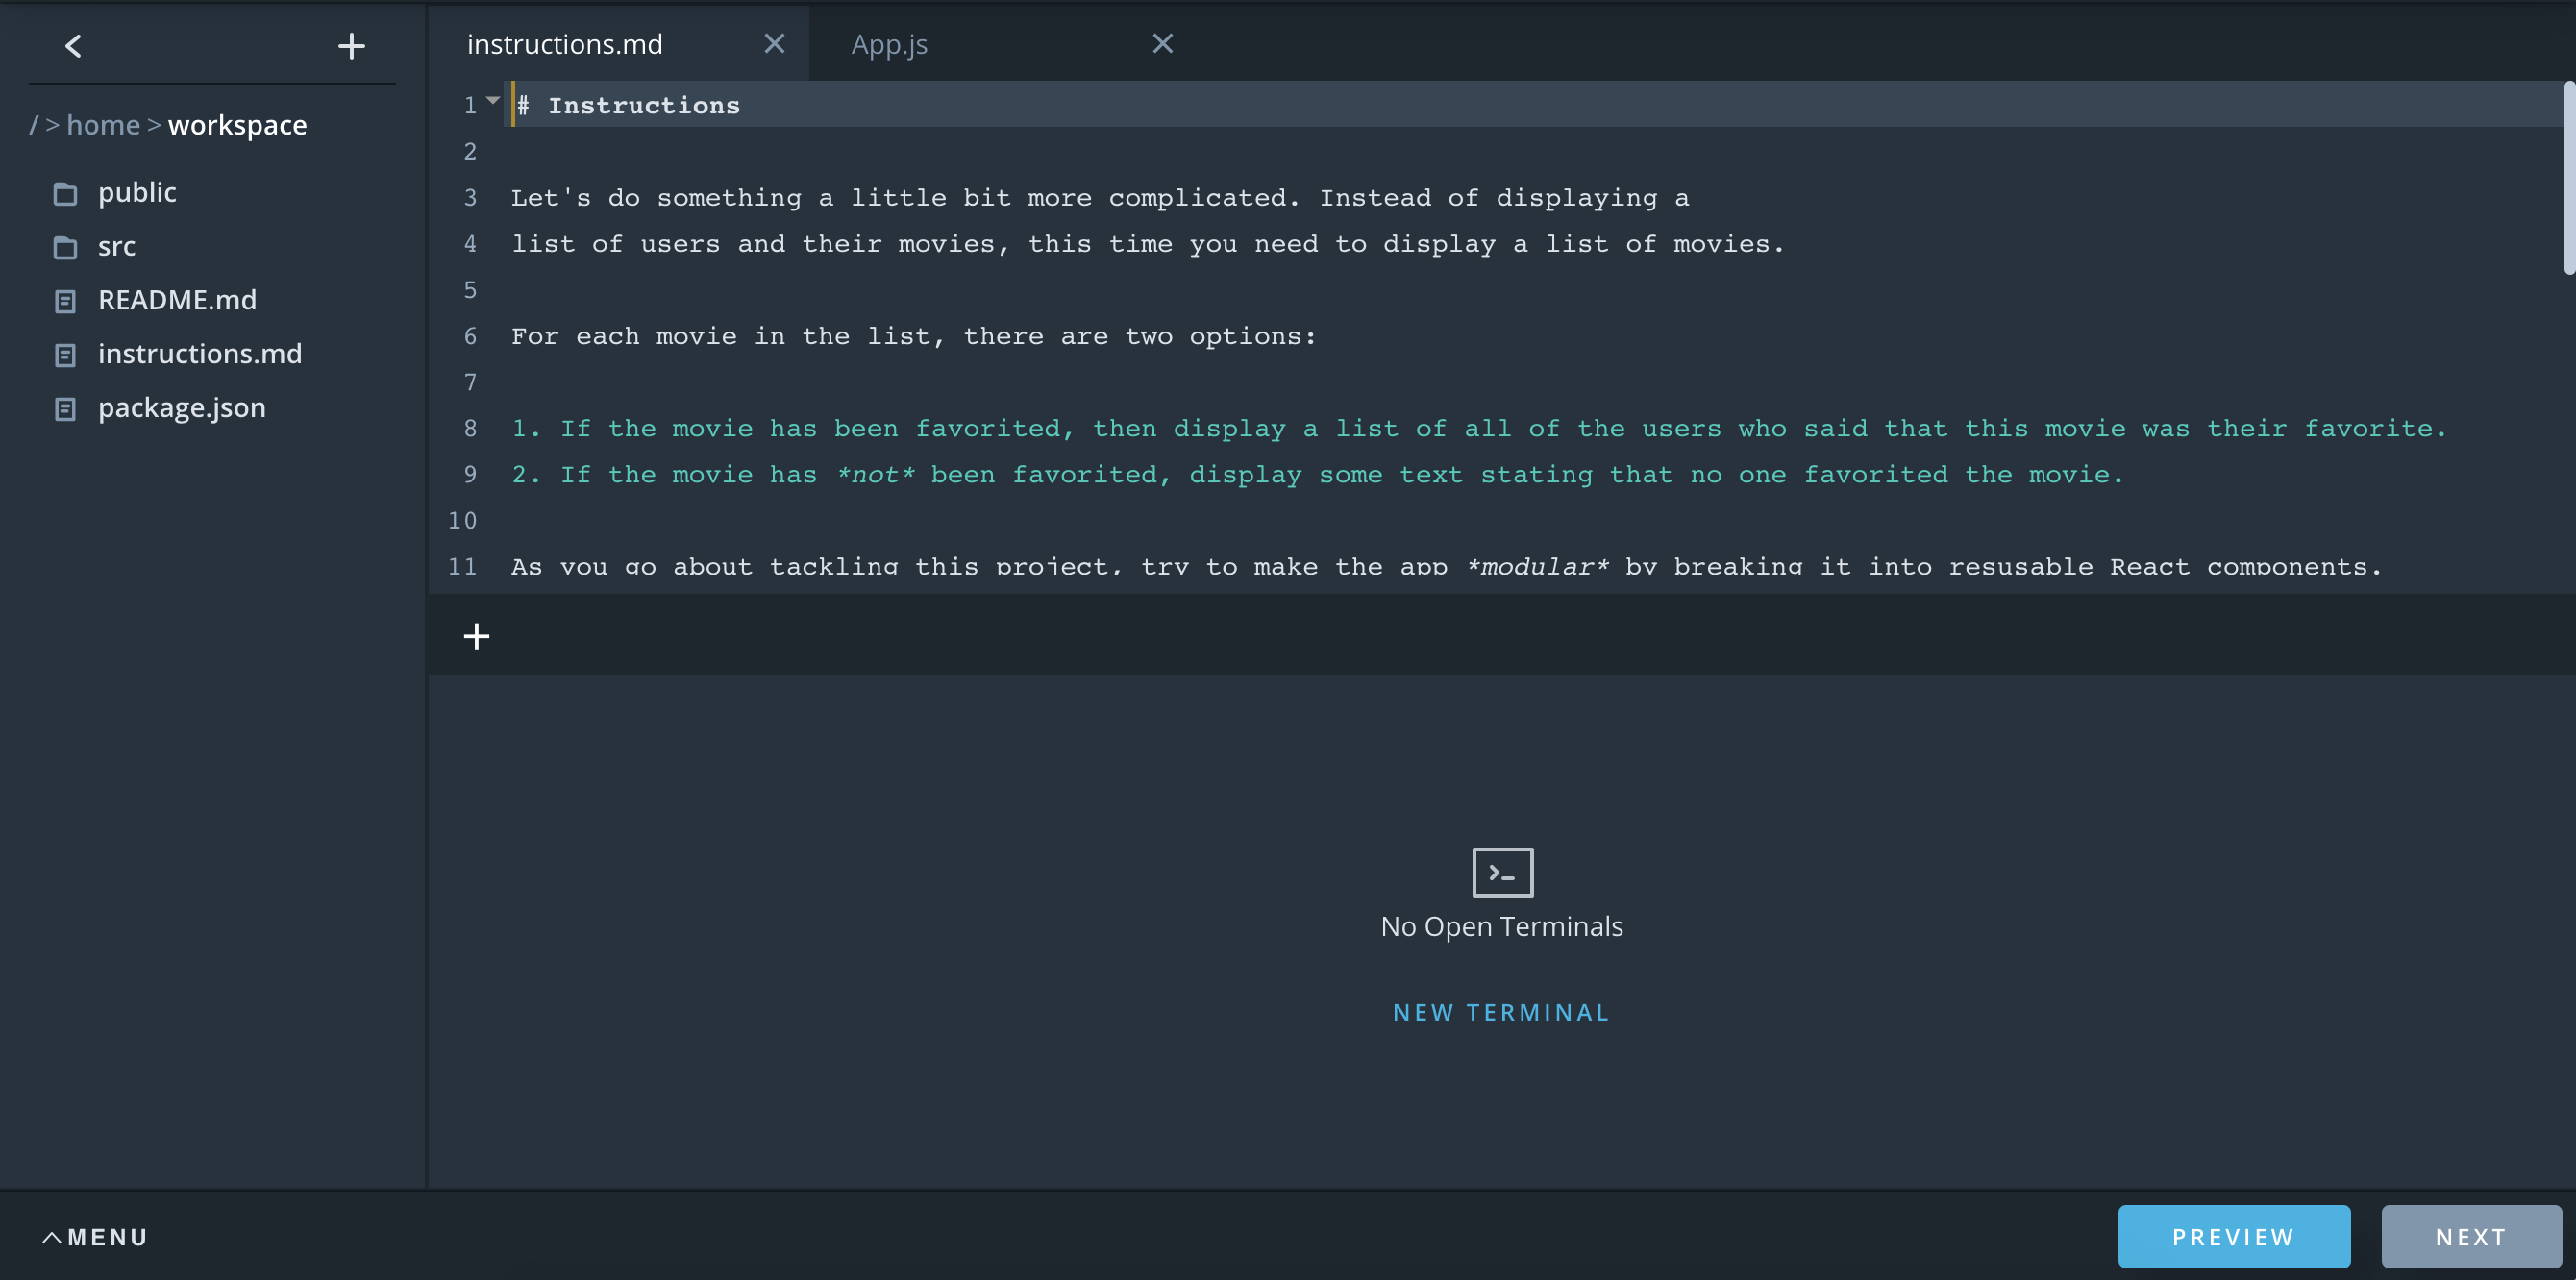 instructions.md
App.js
/ > home > workspace
public
src
README.md
instructions.md
package.json
1 # Instructions
2
3 Let's do something a little bit more complicated. Instead of displaying a
4 list of users and their movies, this time you need to display a list of movies.
5
6 For each movie in the list, there are two options:
7
8 1. If the movie has been favorited, then display a list of all of the users who said that this movie was their favorite.
9 2. If the movie has *not* been favorited, display some text stating that no one favorited the movie.
10
11 As you go about tackling this project, try to make the app *modular* by breaking it into resusable React components.
No Open Terminals
NEW TERMINAL
MENU
PREVIEW
NEXT